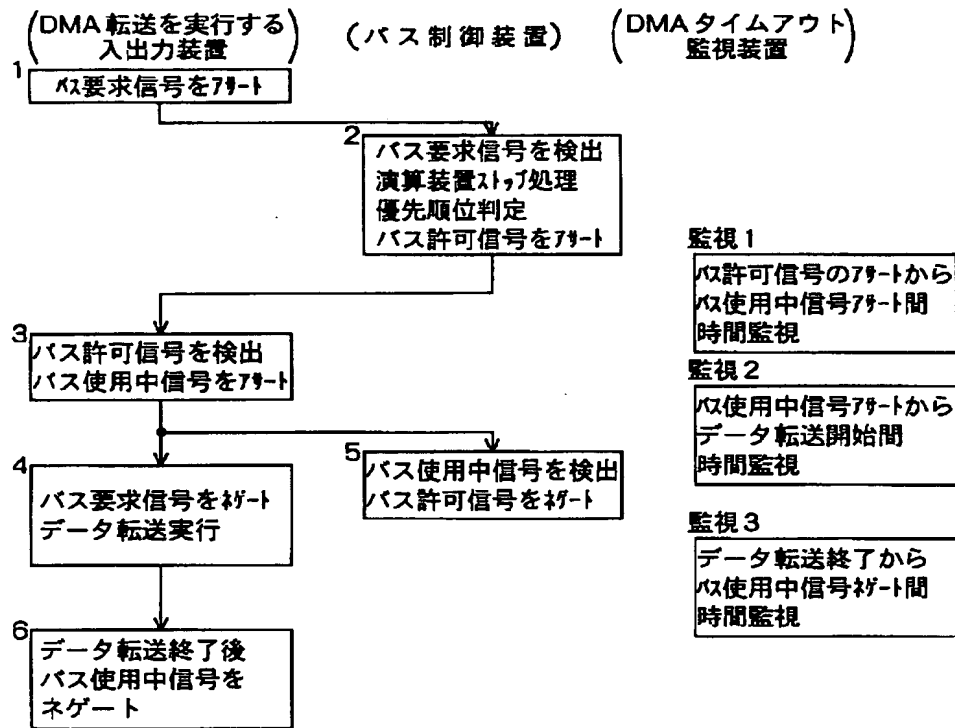 (DMA転送を実行する
入出力装置)
(バス制御装置)
(DMAタイムアウト
監視装置)
1
バス要求信号をアサート
2
バス要求信号を検出
演算装置ストップ処理
優先順位判定
バス許可信号をアサート
3
バス許可信号を検出
バス使用中信号をアサート
4
バス要求信号をネゲート
データ転送実行
5
バス使用中信号を検出
バス許可信号をネゲート
6
データ転送終了後
バス使用中信号を
ネゲート
監視1
バス許可信号のアサートから
バス使用中信号アサート間
時間監視
監視2
バス使用中信号アサートから
データ転送開始間
時間監視
監視3
データ転送終了から
バス使用中信号ネゲート間
時間監視